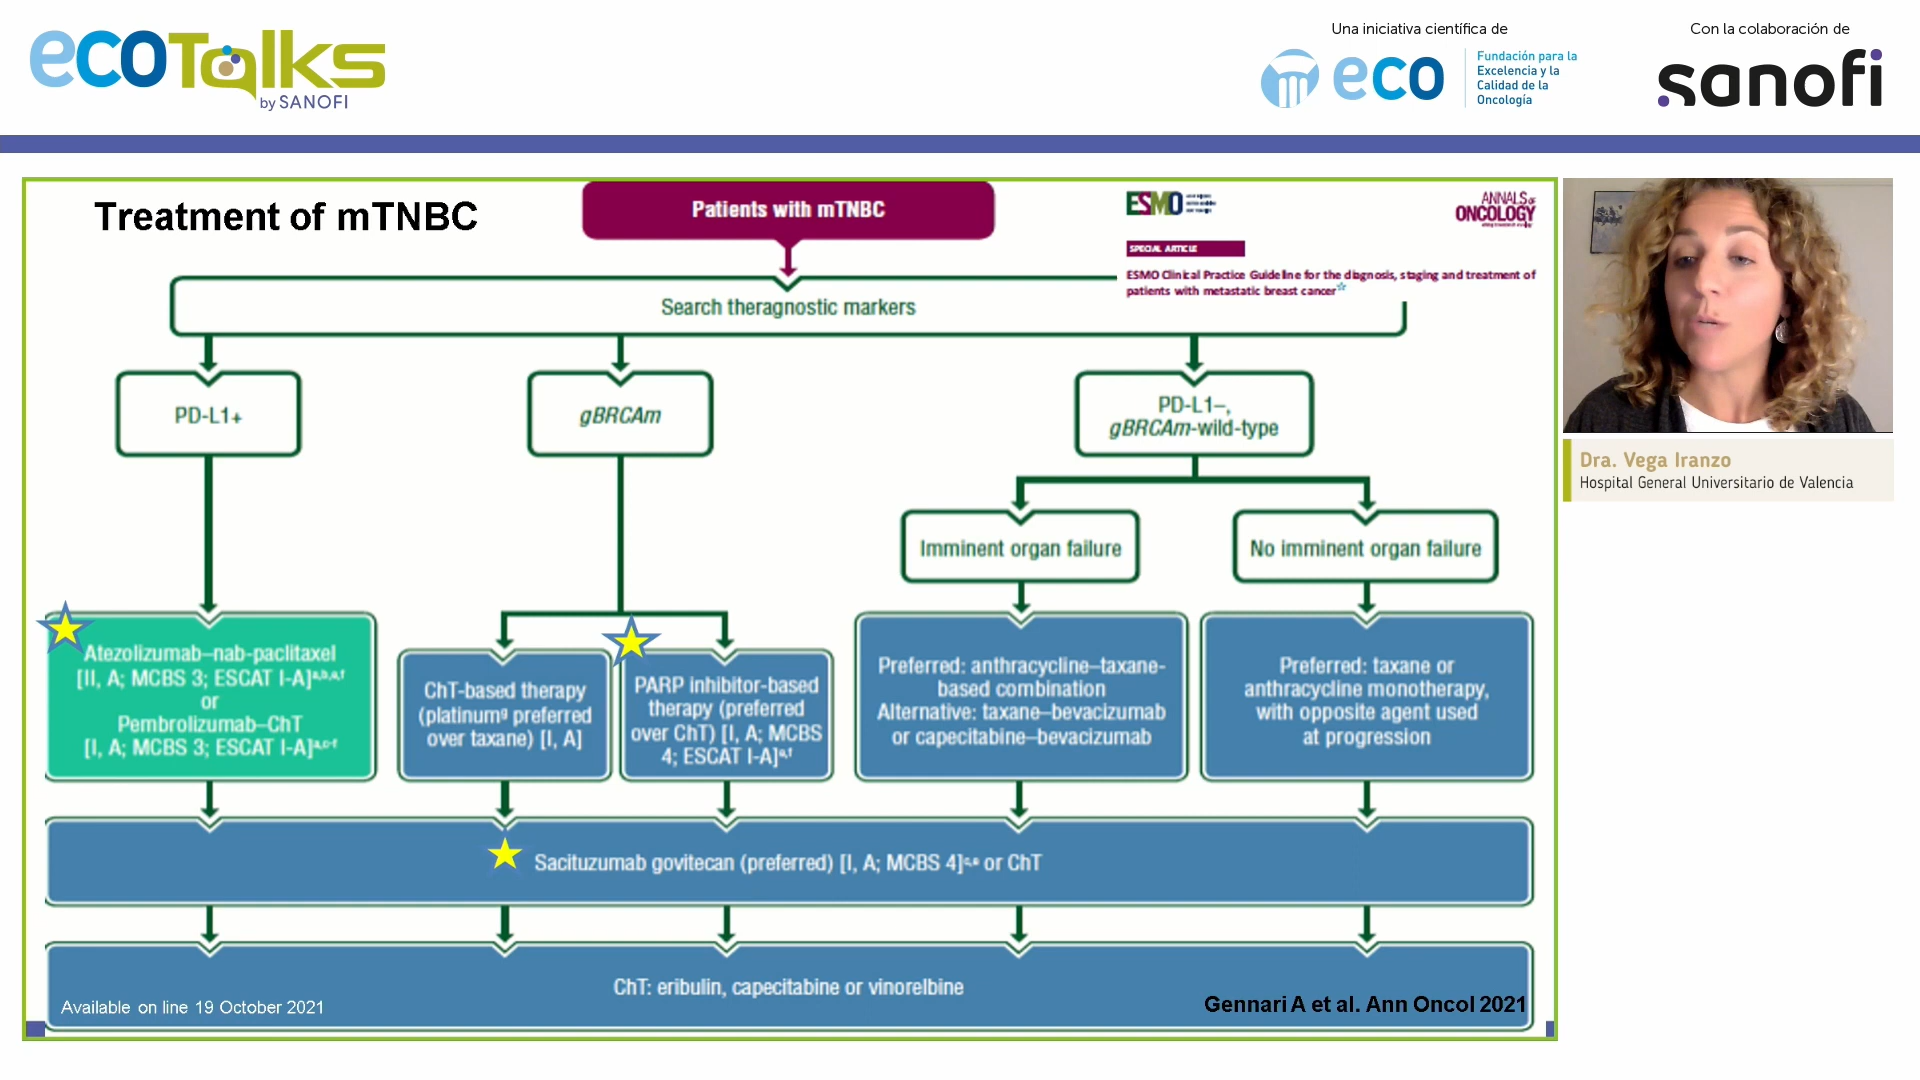 ecoTalks
by SANOFI
Una iniciativa científica de
eco
Fundación para la
Excelencia y la
Calidad de la
Oncología
Con la colaboración de
sanofi
Treatment of mTNBC
Patients with mTNBC
ESMO
ANNALS OF
ONCOLOGY
SPECIAL ARTICLE
ESMO Clinical Practice Guideline for the diagnosis, staging and treatment of
patients with metastatic breast cancer☆
Search theragnostic markers
PD-L1+
gBRCAm
PD-L1–,
gBRCAm-wild-type
Imminent organ failure
No imminent organ failure
Atezolizumab–nab-paclitaxel
[II, A; MCBS 3; ESCAT I-A]
or
Pembrolizumab–ChT
[I, A; MCBS 3; ESCAT I-A]
ChT-based therapy
(platinumᵍ preferred
over taxane) [I, A]
PARP inhibitor-based
therapy (preferred
over ChT) [I, A; MCBS
4; ESCAT I-A]ᵉ,ᶠ
Preferred: anthracycline–taxane-
based combination
Alternative: taxane–bevacizumab
or capecitabine–bevacizumab
Preferred: taxane or
anthracycline monotherapy,
with opposite agent used
at progression
Sacituzumab govitecan (preferred) [I, A; MCBS 4]ᶜ,ᵉ or ChT
ChT: eribulin, capecitabine or vinorelbine
Available on line 19 October 2021
Gennari A et al. Ann Oncol 2021
Dra. Vega Iranzo
Hospital General Universitario de Valencia